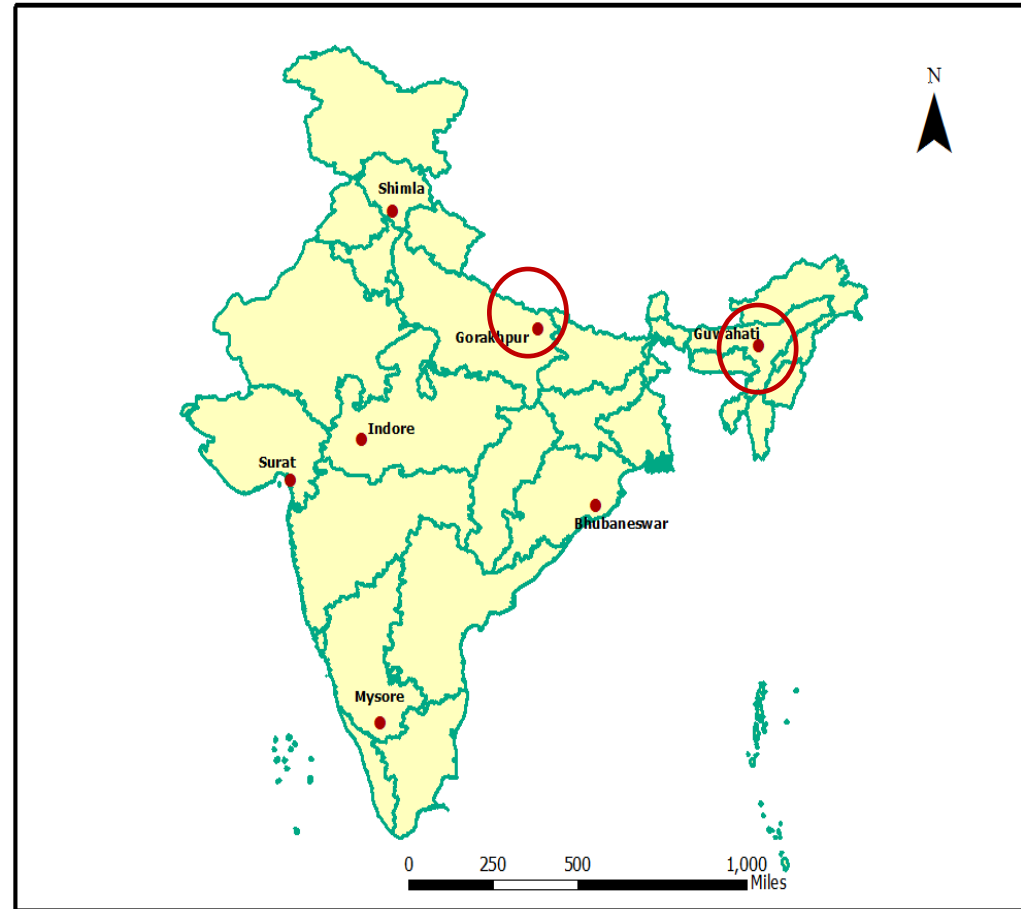 N
Shimla
Gorakhpur
Guwahati
Indore
Surat
Bhubaneswar
Mysore
0 250 500 1,000
Miles